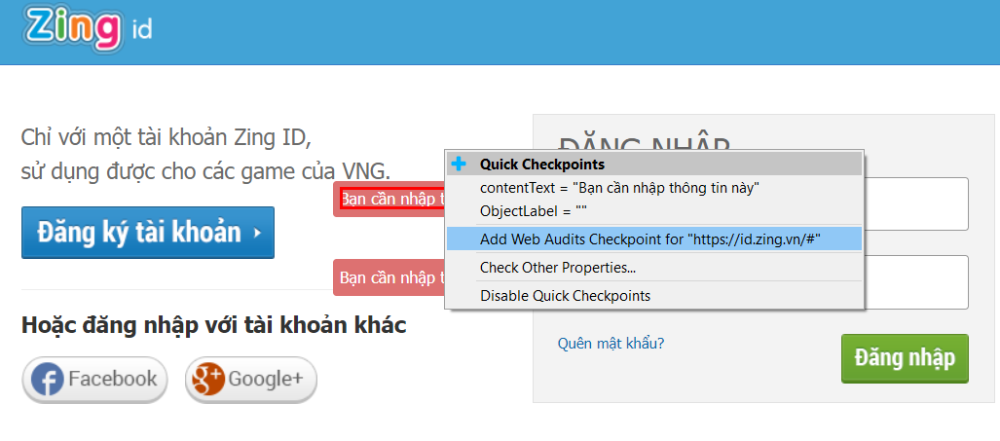 Zing id
Chỉ với một tài khoản Zing ID,
sử dụng được cho các game của VNG.
Đăng ký tài khoản
Hoặc đăng nhập với tài khoản khác
Facebook
Google+
ĐĂNG NHẬP
Bạn cần nhập t
Bạn cần nhập t
Quick Checkpoints
contentText = "Bạn cần nhập thông tin này"
ObjectLabel = ""
Add Web Audits Checkpoint for "https://id.zing.vn/#"
Check Other Properties...
Disable Quick Checkpoints
Quên mật khẩu?
Đăng nhập